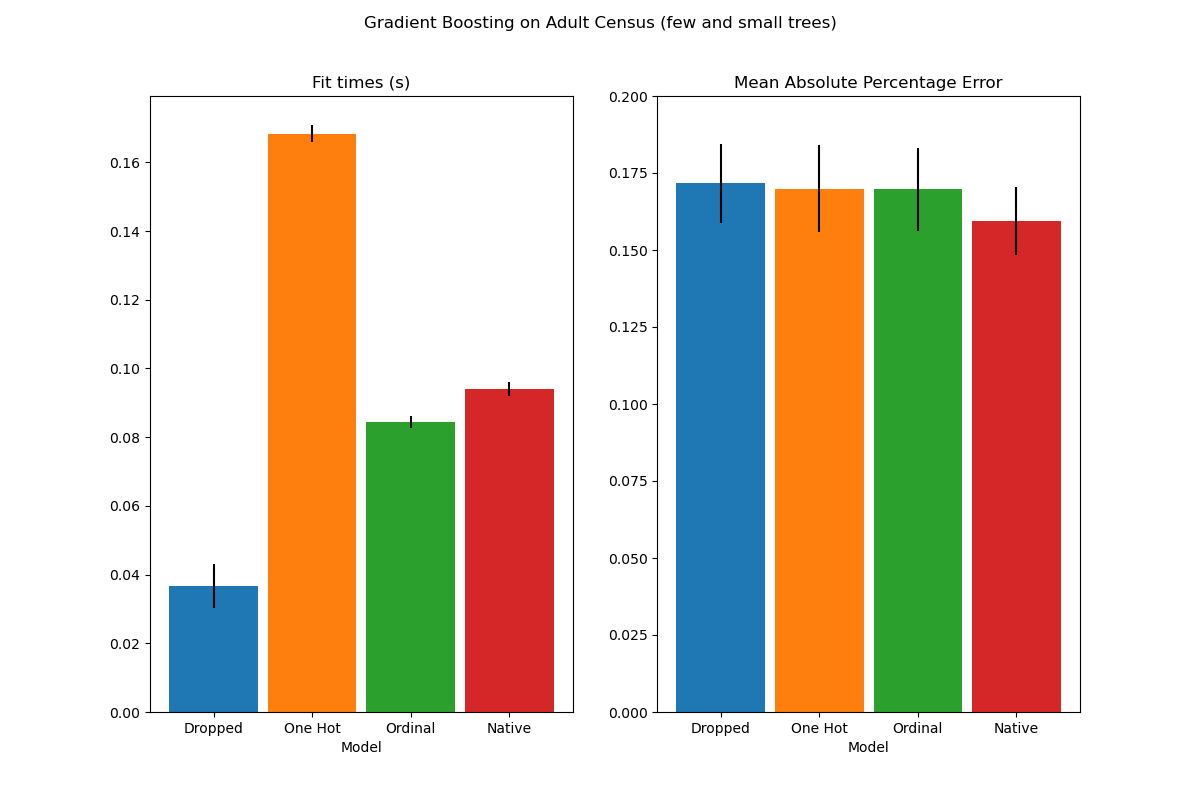 Gradient Boosting on Adult Census (few and small trees)
Fit times (s)
0.16
0.14
0.12
0.10
0.08
0.06
0.04
0.02
0.00
Dropped One Hot Ordinal Native
Model
Mean Absolute Percentage Error
0.200
0.175
0.150
0.125
0.100
0.075
0.050
0.025
0.000
Dropped One Hot Ordinal Native
Model